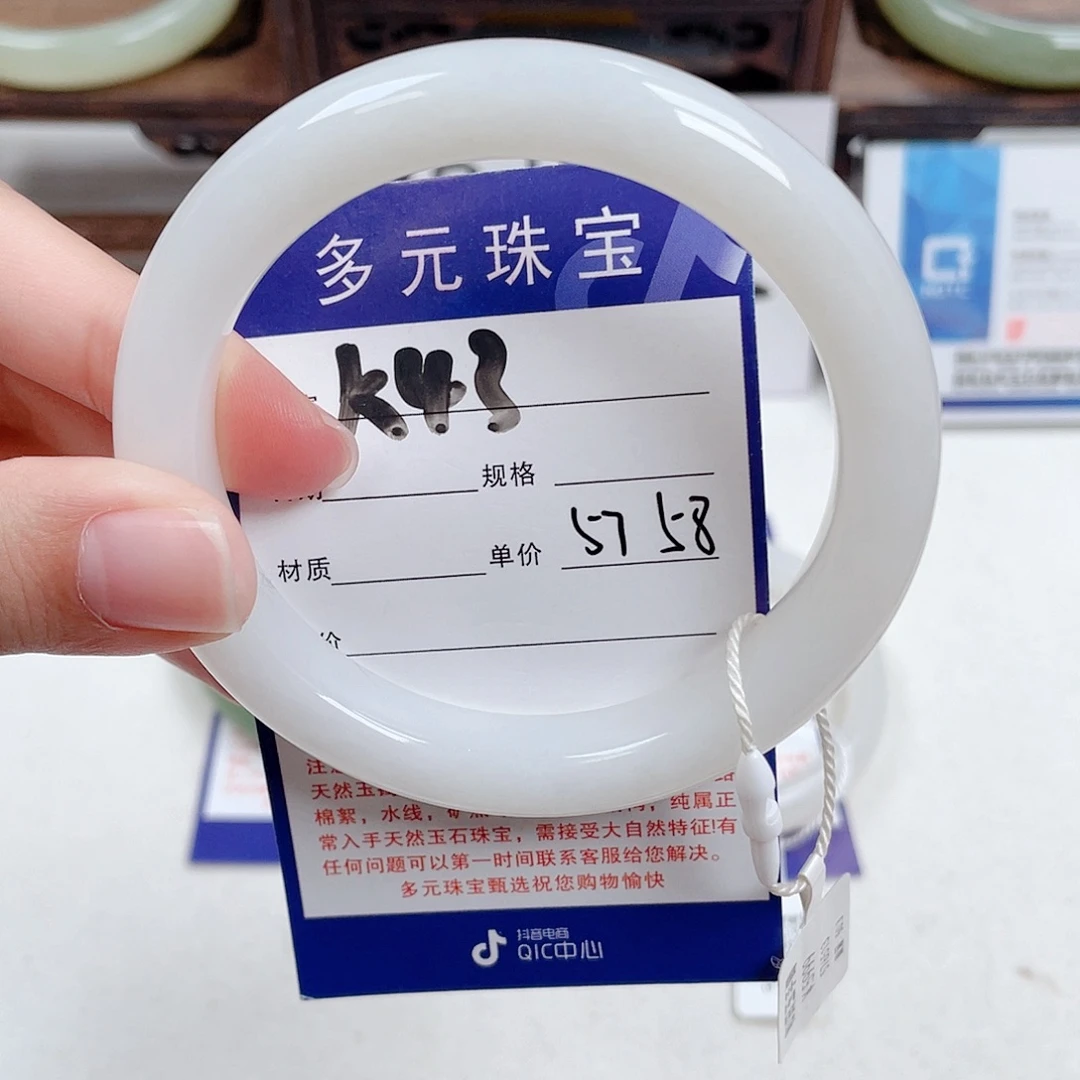 多元珠宝
K43
规格
材质 单价 57 58
价
天然玉
棉絮，水线， 纯属正
常入手天然玉石珠宝，需接受大自然特征!有
任何问题可以第一时间联系客服给您解决。
多元珠宝甄选祝您购物愉快
抖音电商
QIC中心